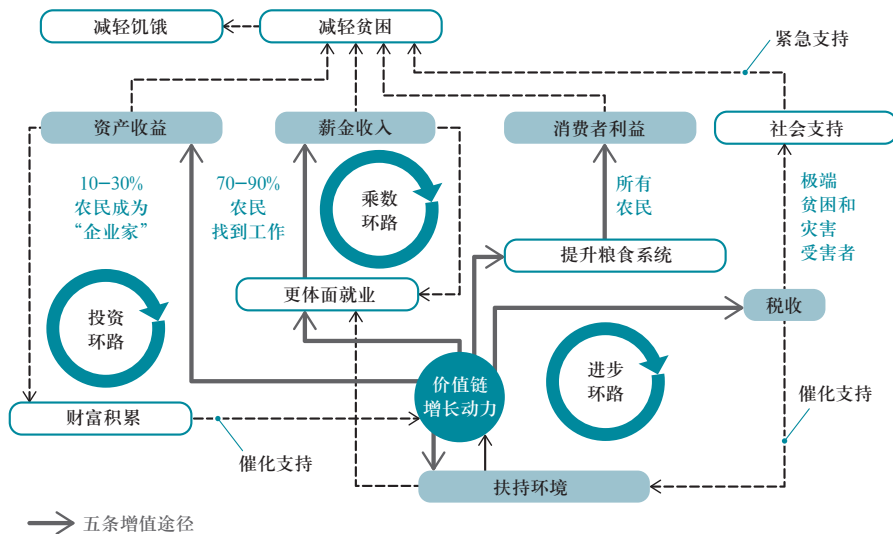 减轻饥饿
减轻贫困
紧急支持
资产收益
薪金收入
消费者利益
社会支持
10–30%
农民成为
“企业家”
70–90%
农民
找到工作
乘数
环路
所有
农民
极端
贫困和
灾害
受害者
提升粮食系统
更体面就业
税收
投资
环路
进步
环路
价值链
增长动力
财富积累
催化支持
催化支持
扶持环境
五条增值途径